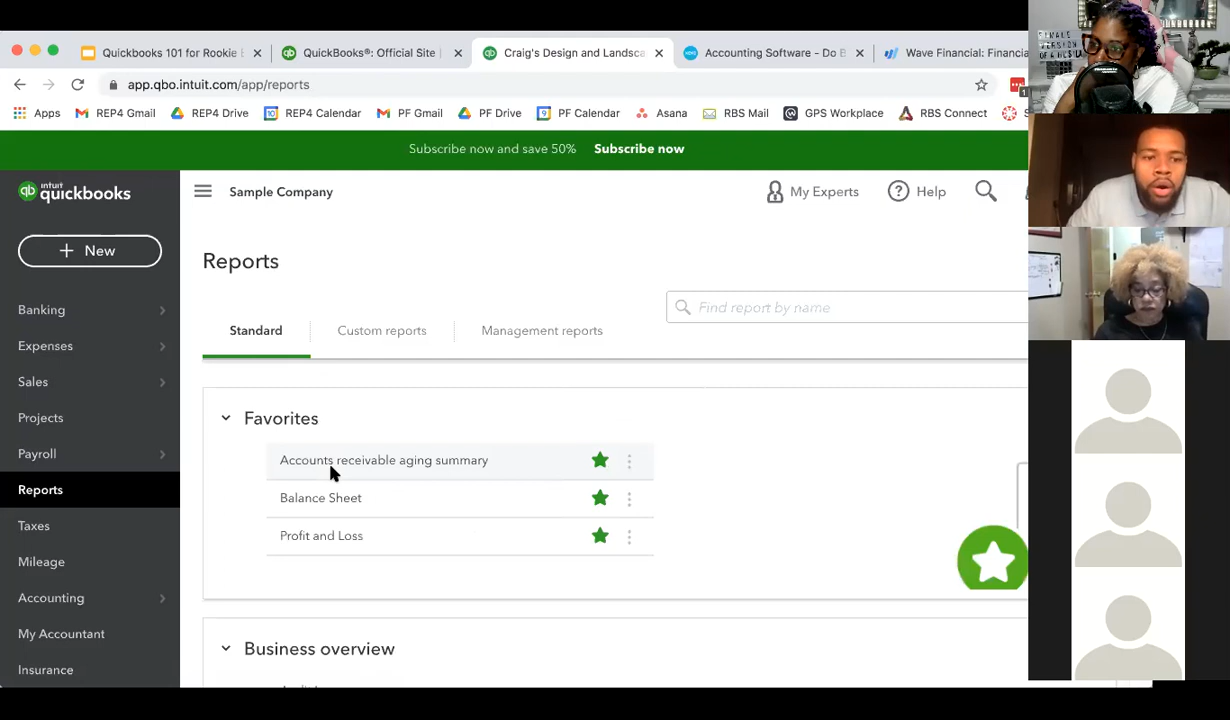 Quickbooks 101 for Rookie
QuickBooks®: Official Site
Craig's Design and Landsca
Accounting Software - Do B
Wave Financial: Financi
app.qbo.intuit.com/app/reports
1
Apps
REP4 Gmail
REP4 Drive
REP4 Calendar
PF Gmail
PF Drive
PF Calendar
Asana
RBS Mail
GPS Workplace
RBS Connect
S
Subscribe now and save 50% Subscribe now
intuit
quickbooks
Sample Company
My Experts
Help
+ New
Reports
Banking
Find report by name
Standard
Custom reports
Management reports
Expenses
Sales
Projects
Payroll
Reports
Taxes
Mileage
Accounting
My Accountant
Insurance
Favorites
Accounts receivable aging summary
Balance Sheet
Profit and Loss
Business overview